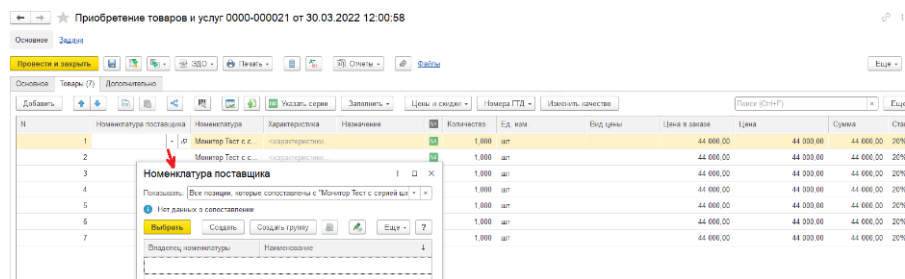 Приобретение товаров и услуг 0000-000021 от 30.03.2022 12:00:58
Основное Задачи
Провести и закрыть ЭДО Печать Отчеты Файлы Еще
Основное Товары (7) Дополнительно
Добавить Указать серии Заполнить Цены и скидки Номера ГТД Изменить качество Поиск (Ctrl+F) × Еще
N Номенклатура поставщика Номенклатура Характеристика Назначение Количество Ед. изм. Вид цены Цена в заказе Цена Сумма Ста
1 Монитор Тест с с... <характеристики... 1,000 шт 44 000,00 44 000,00 44 000,00 20%
2 Монитор Тест с с... <характеристики... 1,000 шт 44 000,00 44 000,00 44 000,00 20%
3 1,000 шт 44 000,00 44 000,00 44 000,00 20%
4 1,000 шт 44 000,00 44 000,00 44 000,00 20%
5 1,000 шт 44 000,00 44 000,00 44 000,00 20%
6 1,000 шт 44 000,00 44 000,00 44 000,00 20%
7 1,000 шт 44 000,00 44 000,00 44 000,00 20%
Номенклатура поставщика
Показывать: Все позиции, которые сопоставлены с "Монитор Тест с серией шт
Нет данных о сопоставлении
Выбрать Создать Создать группу Еще ?
Владелец номенклатуры Наименование